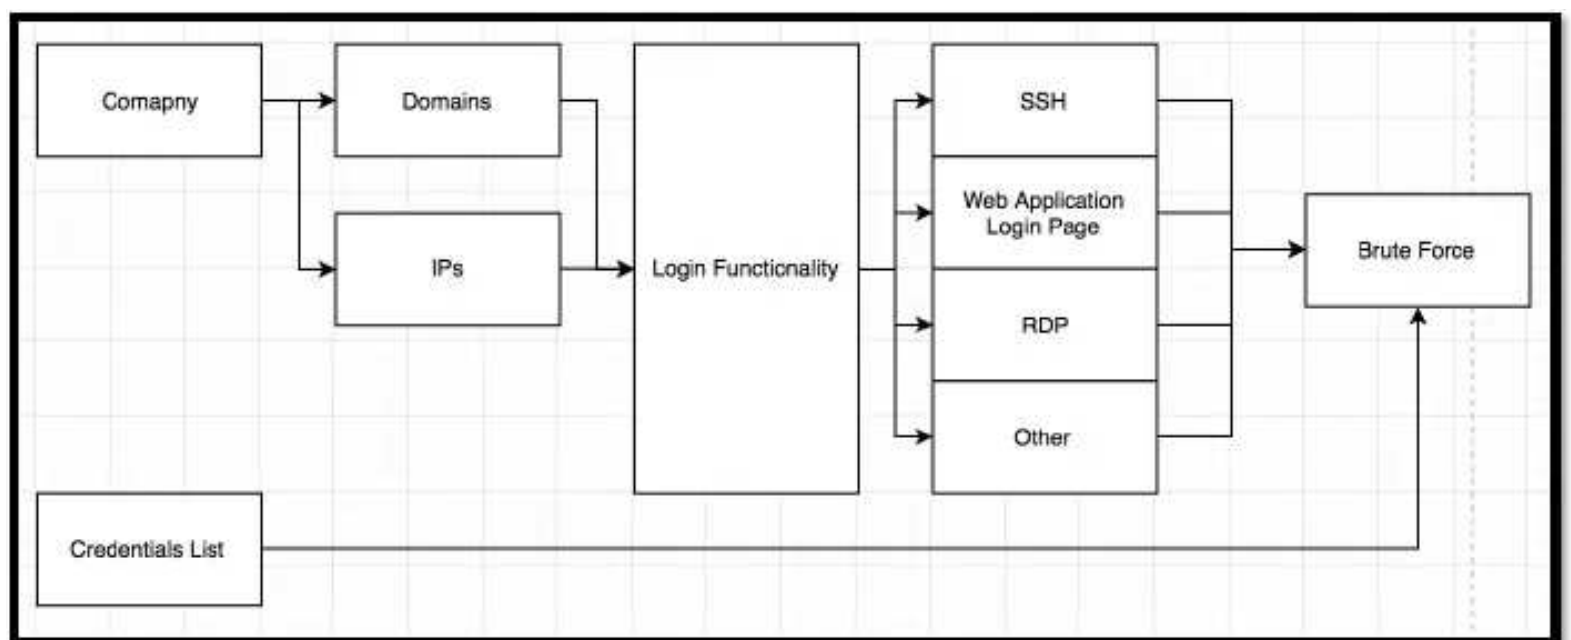 Comapny
Domains
IPs
Login Functionality
SSH
Web Application
Login Page
RDP
Other
Brute Force
Credentials List